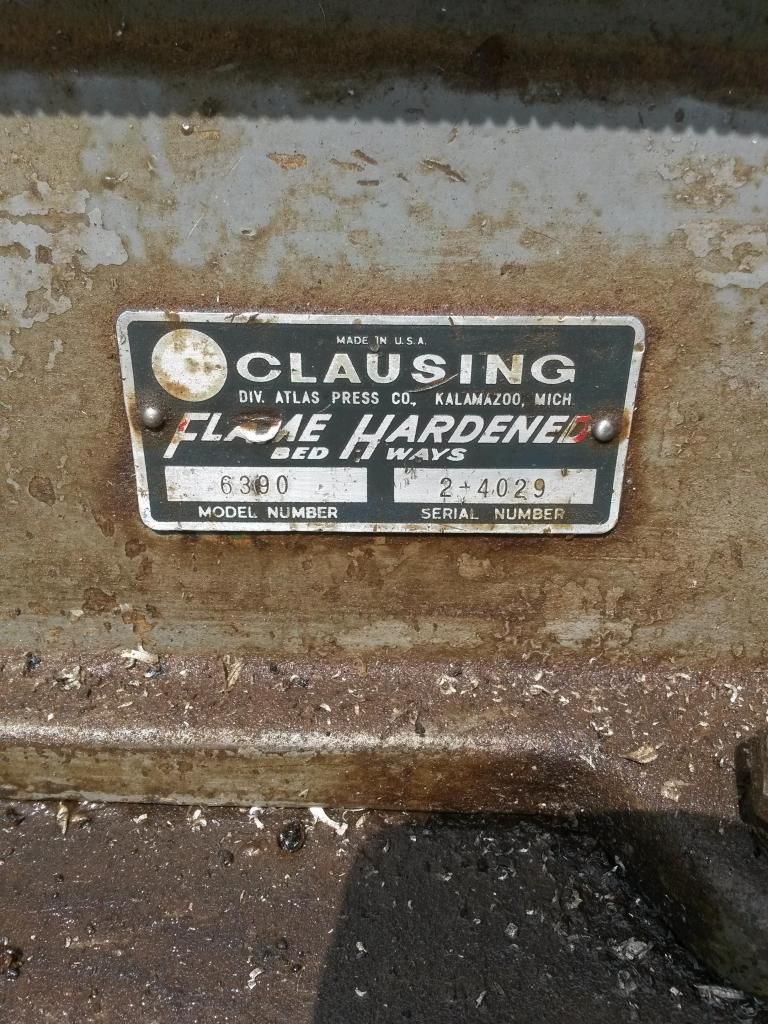 MADE IN U.S.A.
CLAUSING
DIV. ATLAS PRESS CO., KALAMAZOO, MICH.
FLAME HARDENED
BED WAYS
6390 2-4029
MODEL NUMBER SERIAL NUMBER